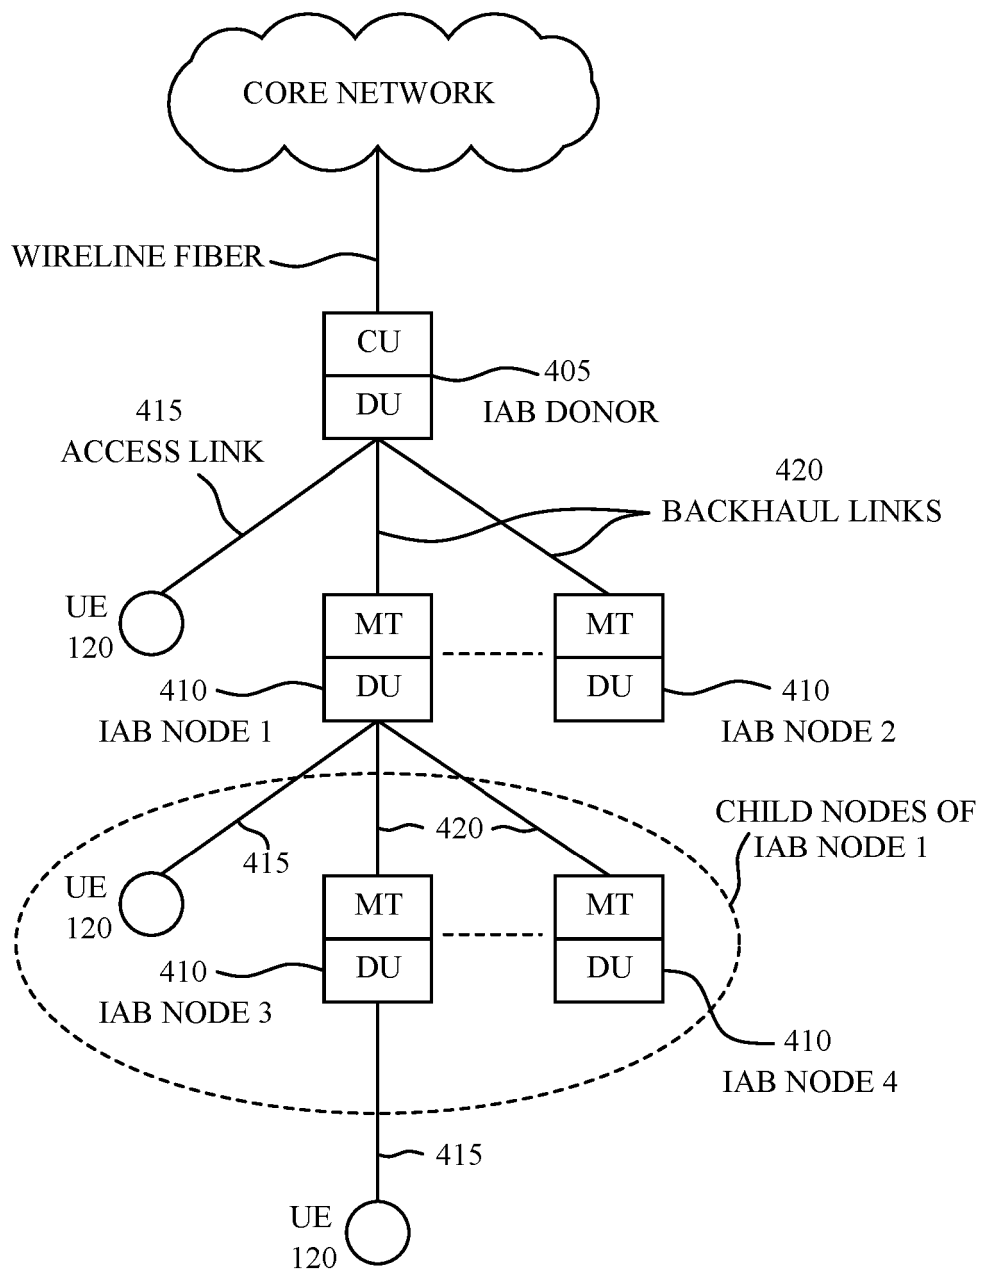 CORE NETWORK
WIRELINE FIBER
CU
DU
405
IAB DONOR
415
ACCESS LINK
420
BACKHAUL LINKS
UE
120
MT
DU
410
IAB NODE 1
MT
DU
410
IAB NODE 2
CHILD NODES OF
IAB NODE 1
415
420
UE
120
MT
DU
410
IAB NODE 3
MT
DU
410
IAB NODE 4
415
UE
120